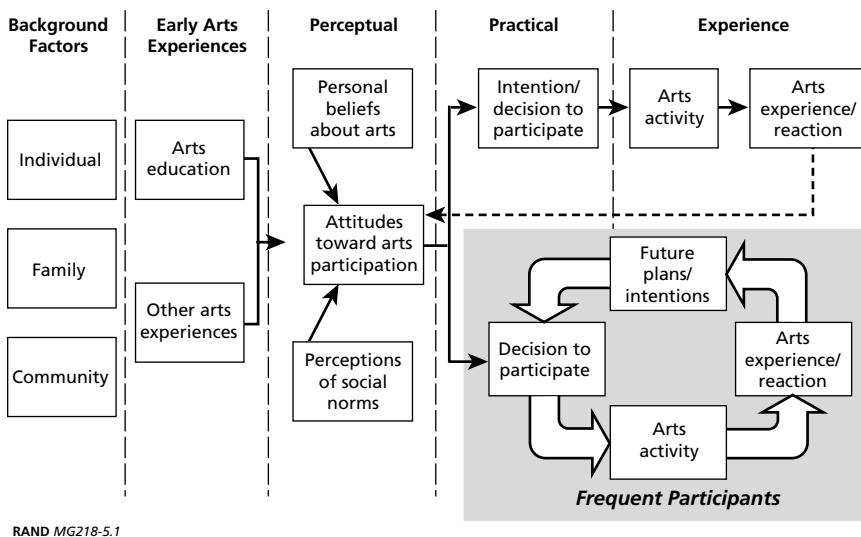 Background
Factors
Early Arts
Experiences
Perceptual
Practical
Experience
Individual
Family
Community
Arts
education
Other arts
experiences
Personal
beliefs
about arts
Attitudes
toward arts
participation
Perceptions
of social
norms
Intention/
decision to
participate
Arts
activity
Arts
experience/
reaction
Future
plans/
intentions
Decision to
participate
Arts
experience/
reaction
Arts
activity
Frequent Participants
RAND MG218-5.1